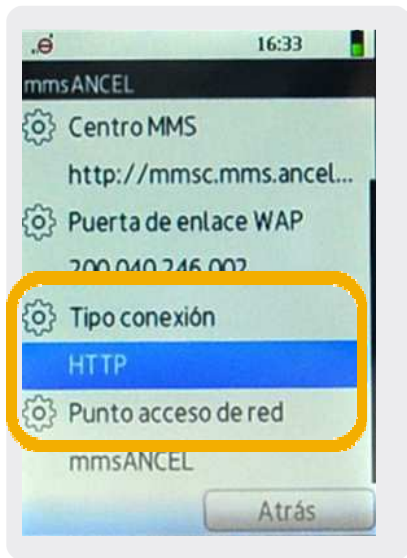 16:33
mmsANCEL
Centro MMS
http://mmsc.mms.ancel...
Puerta de enlace WAP
200.040.246.002
Tipo conexión
HTTP
Punto acceso de red
mmsANCEL
Atrás